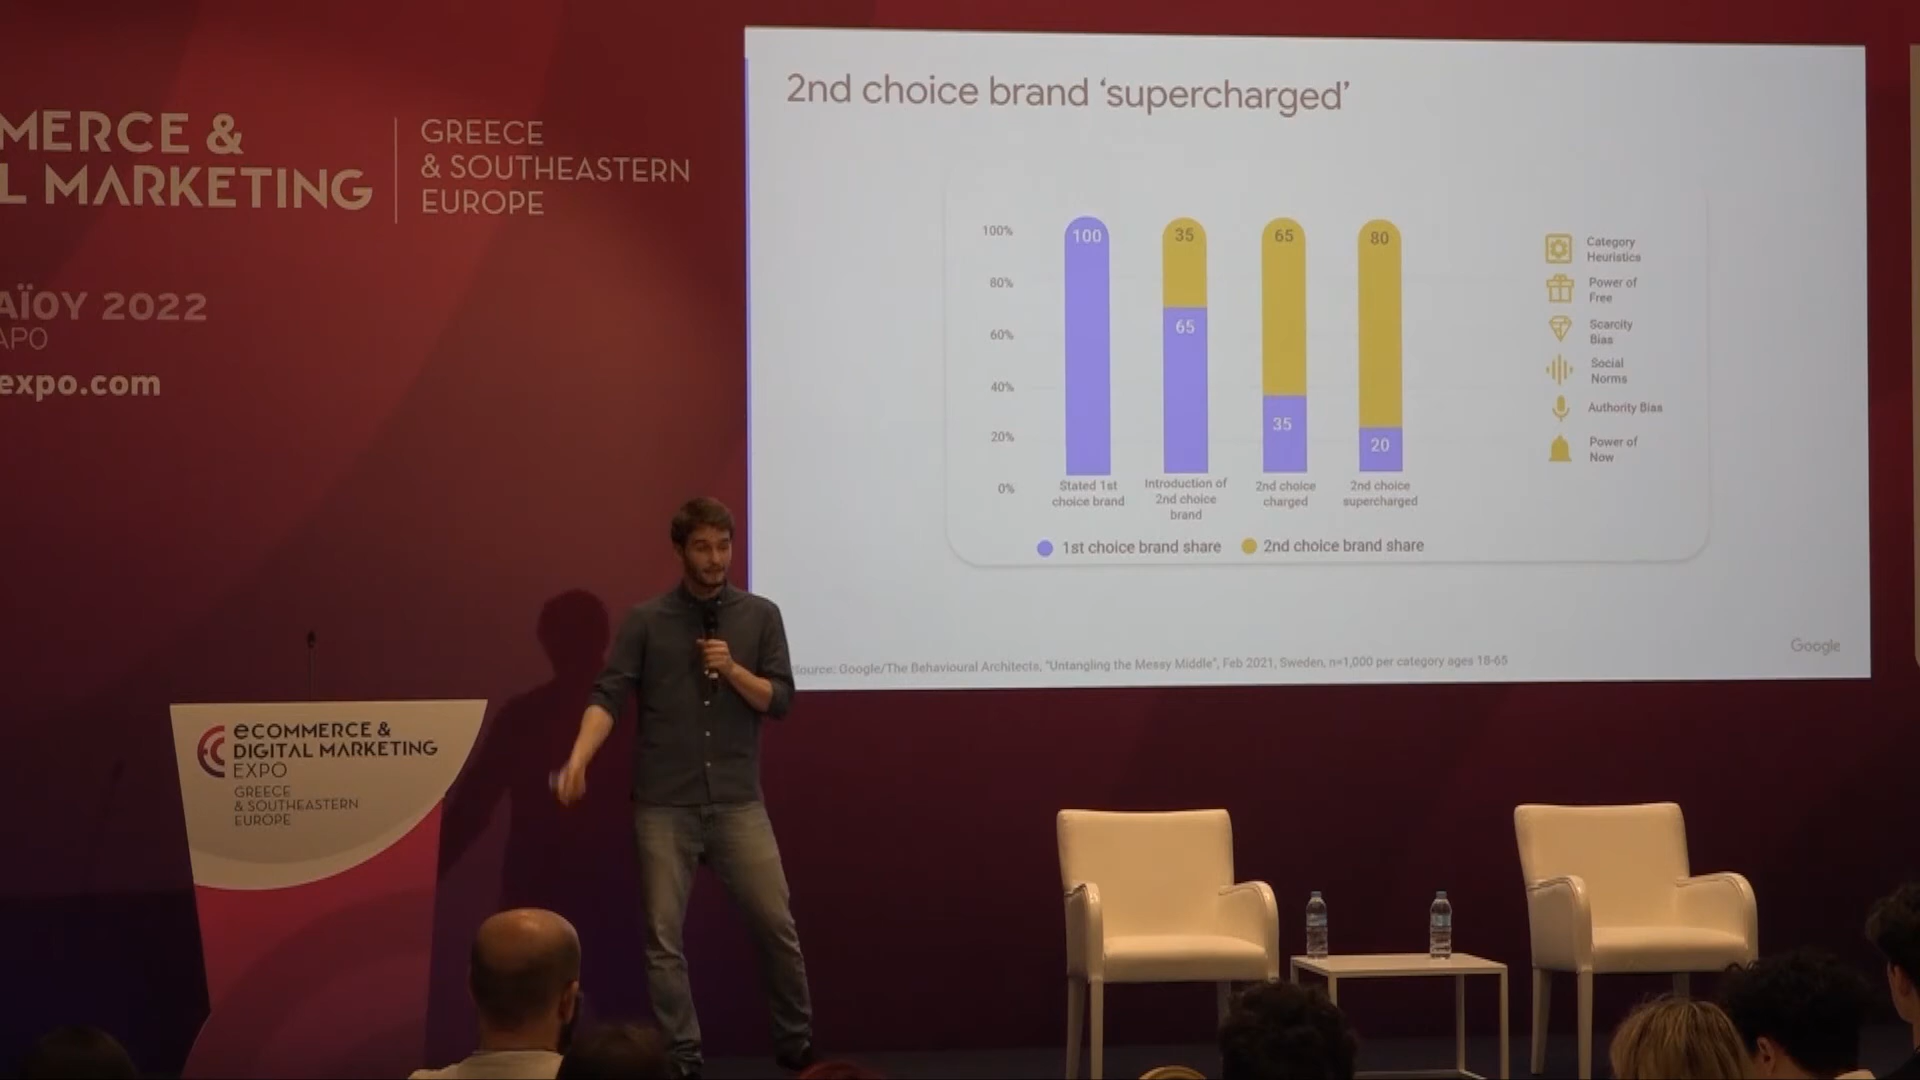 MERCE &
L MARKETING
GREECE
& SOUTHEASTERN
EUROPE
AÏOY 2022
APO
expo.com
2nd choice brand ‘supercharged’
100%
80%
60%
40%
20%
0%
100
35
65
65
35
80
20
Stated 1st
choice brand
Introduction of
2nd choice
brand
2nd choice
charged
2nd choice
supercharged
1st choice brand share
2nd choice brand share
Category
Heuristics
Power of
Free
Scarcity
Bias
Social
Norms
Authority Bias
Power of
Now
Google
Source: Google/The Behavioural Architects, "Untangling the Messy Middle", Feb 2021, Sweden, n=1,000 per category ages 18-65
eCOMMERCE &
DIGITAL MARKETING
EXPO
GREECE
& SOUTHEASTERN
EUROPE